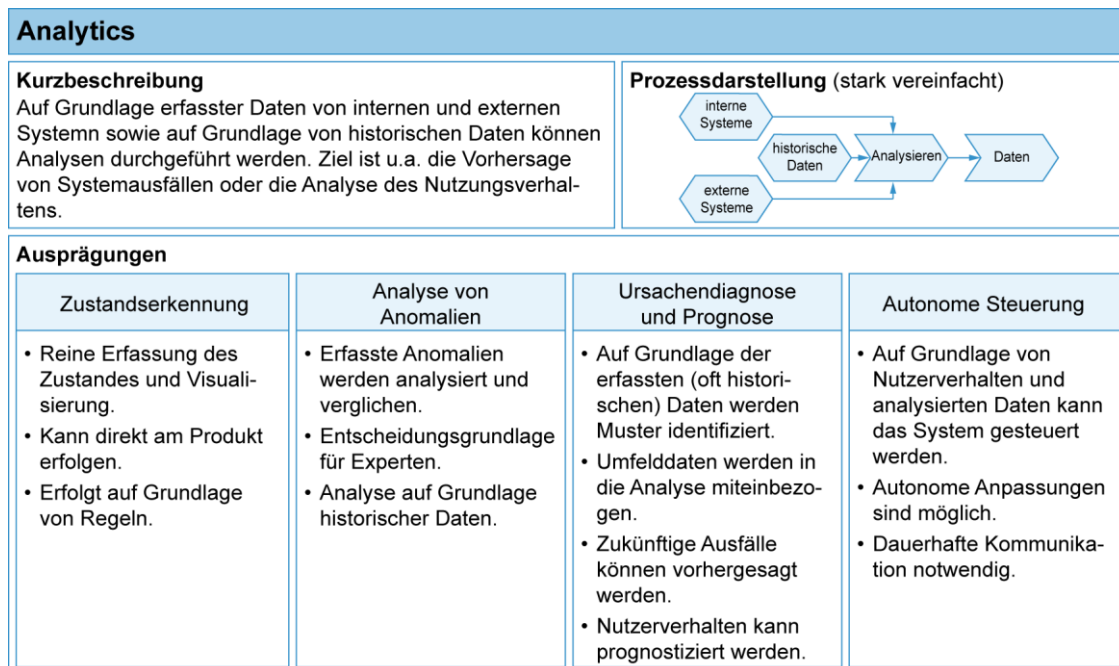 Analytics
Kurzbeschreibung
Auf Grundlage erfasster Daten von internen und externen
Systemn sowie auf Grundlage von historischen Daten können
Analysen durchgeführt werden. Ziel ist u.a. die Vorhersage
von Systemausfällen oder die Analyse des Nutzungsverhal-
tens.
Prozessdarstellung (stark vereinfacht)
interne
Systeme
historische
Daten
Analysieren
Daten
externe
Systeme
Ausprägungen
Zustandserkennung
• Reine Erfassung des
Zustandes und Visuali-
sierung.
• Kann direkt am Produkt
erfolgen.
• Erfolgt auf Grundlage
von Regeln.
Analyse von
Anomalien
• Erfasste Anomalien
werden analysiert und
verglichen.
• Entscheidungsgrundlage
für Experten.
• Analyse auf Grundlage
historischer Daten.
Ursachendiagnose
und Prognose
• Auf Grundlage der
erfassten (oft histori-
schen) Daten werden
Muster identifiziert.
• Umfelddaten werden in
die Analyse miteinbezo-
gen.
• Zukünftige Ausfälle
können vorhergesagt
werden.
• Nutzerverhalten kann
prognostiziert werden.
Autonome Steuerung
• Auf Grundlage von
Nutzerverhalten und
analysierten Daten kann
das System gesteuert
werden.
• Autonome Anpassungen
sind möglich.
• Dauerhafte Kommunika-
tion notwendig.